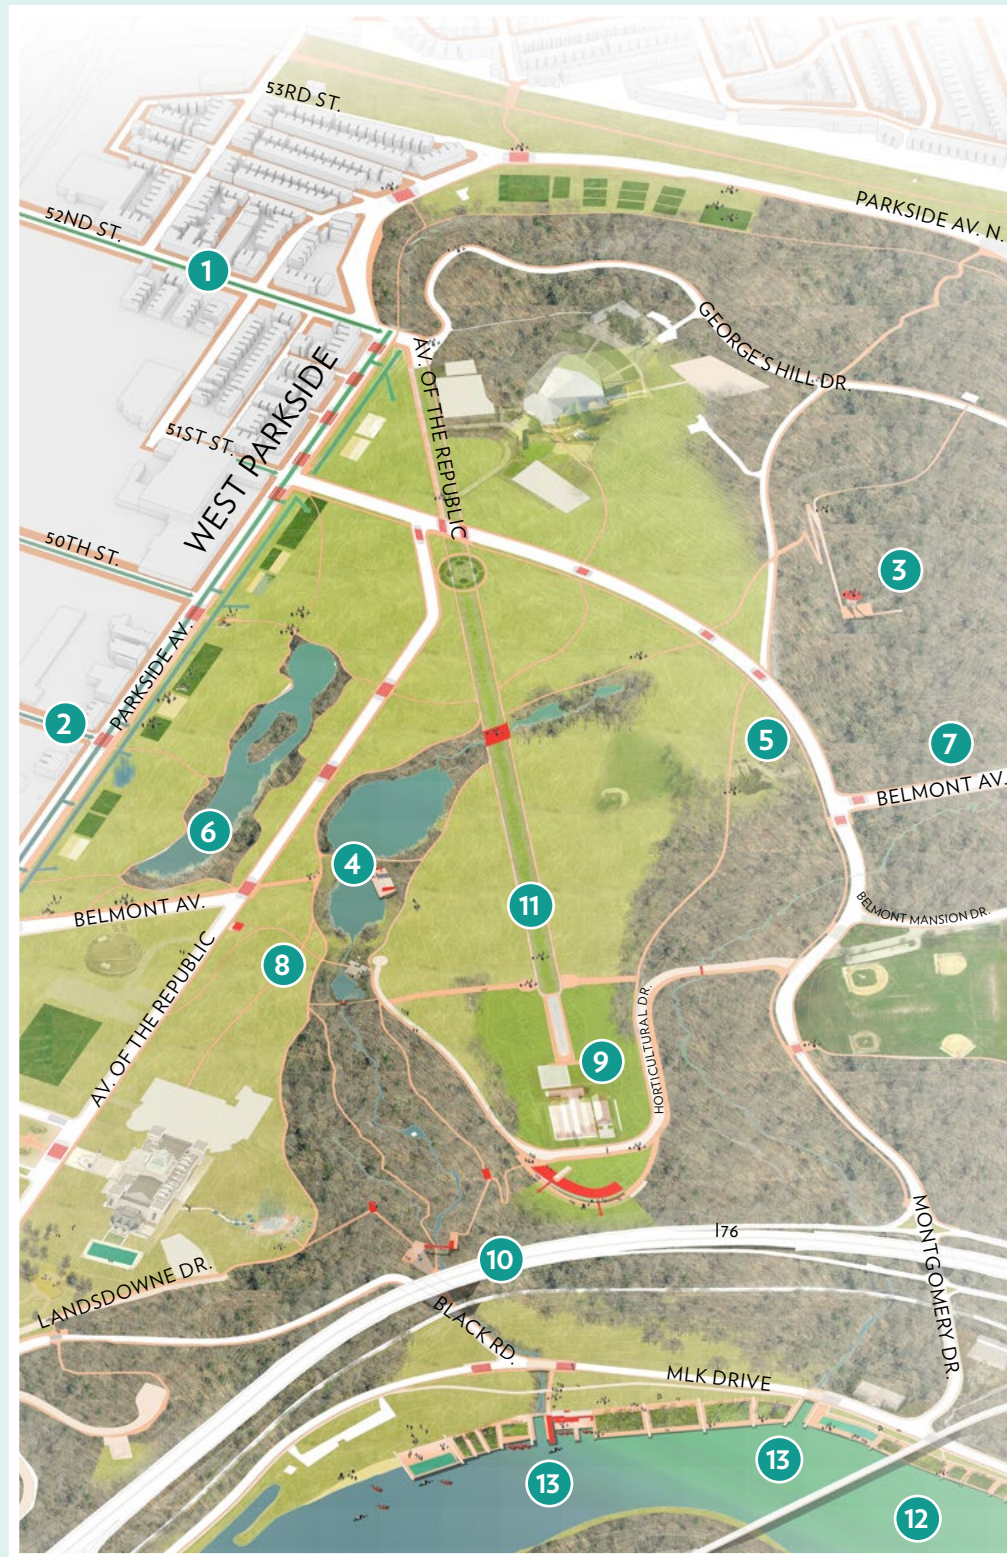 53RD ST.
52ND ST.
PARKSIDE AV. N.
1
GEORGE'S HILL DR.
AV. OF THE REPUBLIC
WEST PARKSIDE
51ST ST.
50TH ST.
3
PARKSIDE AV.
2
5
7
BELMONT AV.
6
4
BELMONT AV.
11
BELMONT MANSION DR.
8
AV. OF THE REPUBLIC
HORTICULTURAL DR.
9
I76
MONTGOMERY DR.
10
LANDSDOWNE DR.
BLACK RD.
MLK DRIVE
13
13
12